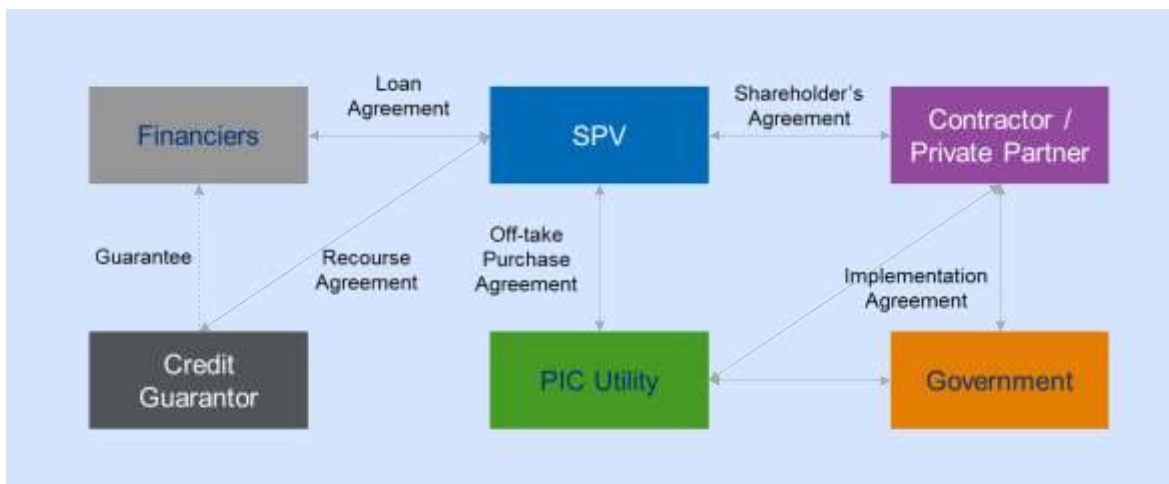 Loan
Agreement
Shareholder's
Agreement
Financiers
SPV
Contractor /
Private Partner
Guarantee
Recourse
Agreement
Off-take
Purchase
Agreement
Implementation
Agreement
Credit
Guarantor
PIC Utility
Government